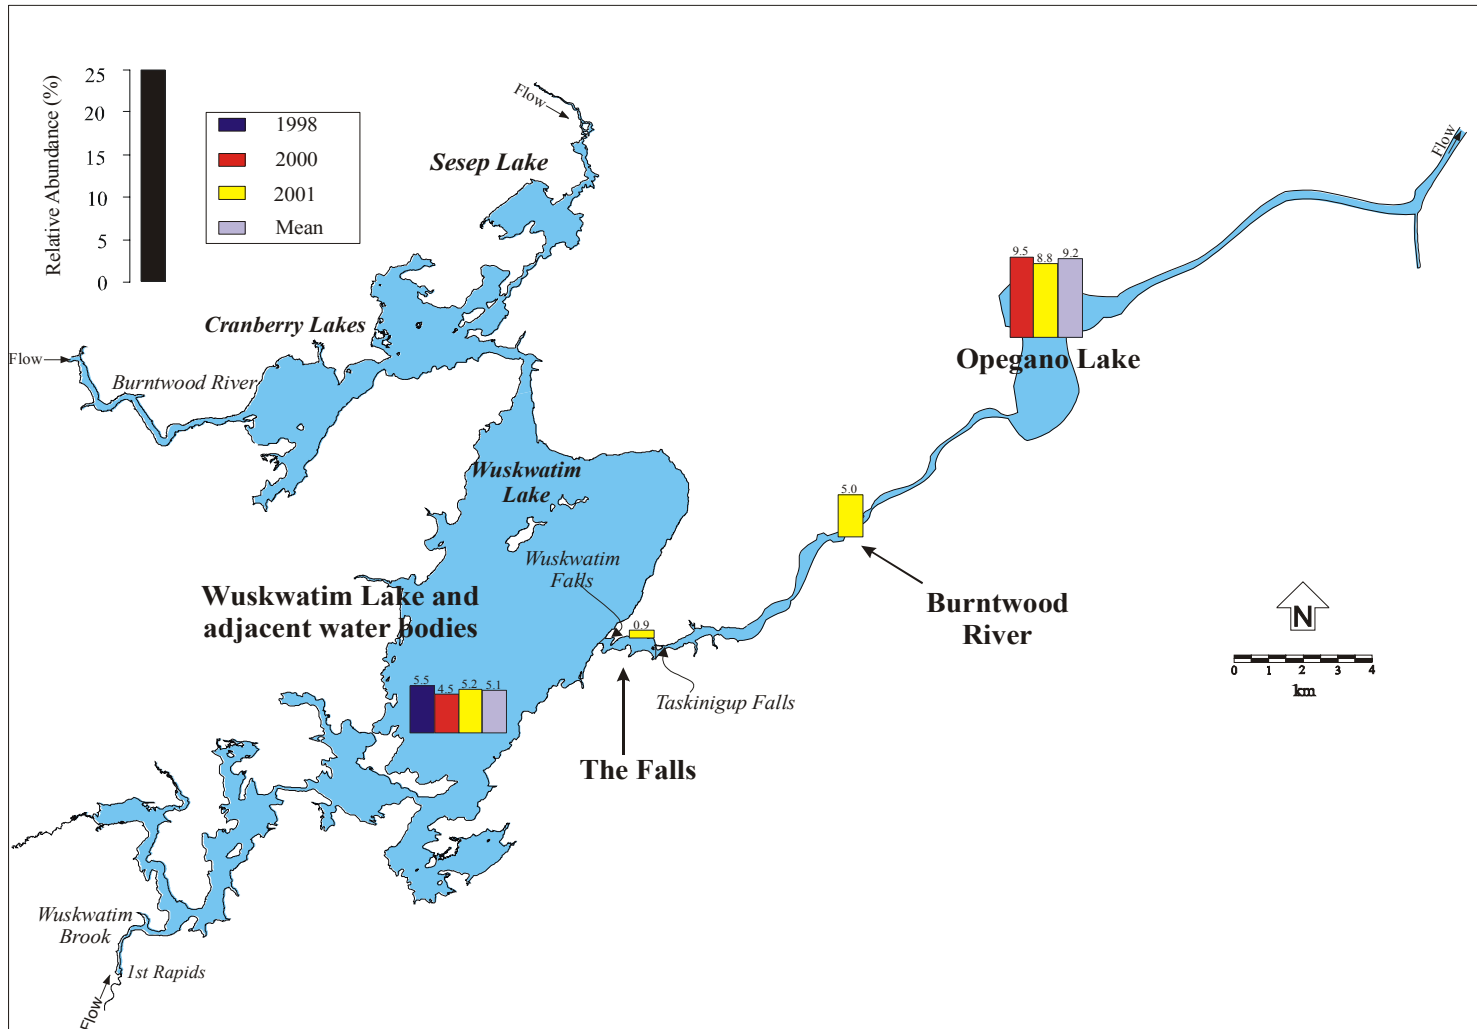 Relative Abundance (%)
25
20
15
10
5
0
1998
2000
2001
Mean
Flow
Sesep Lake
Flow
Cranberry Lakes
Flow
Burntwood River
9.5
8.8
9.2
Opegano Lake
Wuskwatim
Lake
5.0
Wuskwatim
Falls
Wuskwatim Lake and
adjacent water bodies
Burntwood
River
0.9
N
0 1 2 3 4
km
5.5
4.5
5.2
5.1
Taskinigup Falls
The Falls
Wuskwatim
Brook
1st Rapids
Flow